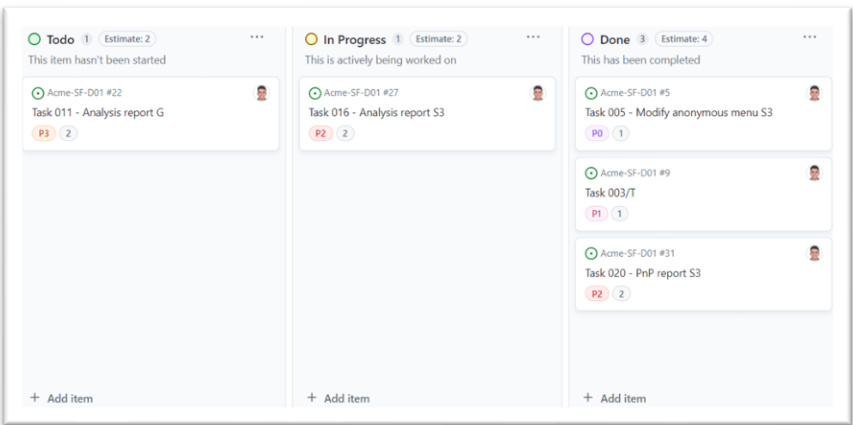 Todo 1 Estimate: 2
This item hasn't been started
Acme-SF-D01 #22
Task 011 - Analysis report G
P3 2
+ Add item
In Progress 1 Estimate: 2
This is actively being worked on
Acme-SF-D01 #27
Task 016 - Analysis report S3
P2 2
+ Add item
Done 3 Estimate: 4
This has been completed
Acme-SF-D01 #5
Task 005 - Modify anonymous menu S3
P0 1
Acme-SF-D01 #9
Task 003/T
P1 1
Acme-SF-D01 #31
Task 020 - PnP report S3
P2 2
+ Add item